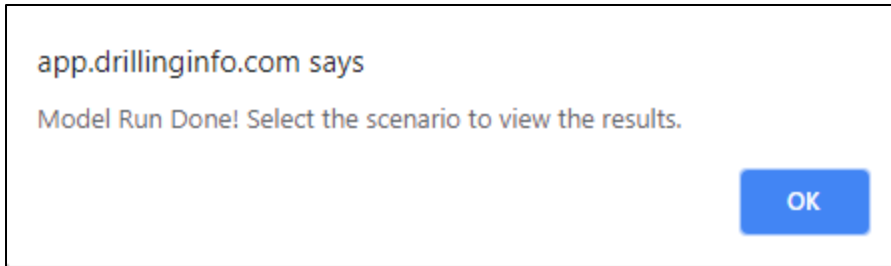 app.drillinginfo.com says
Model Run Done! Select the scenario to view the results.
OK